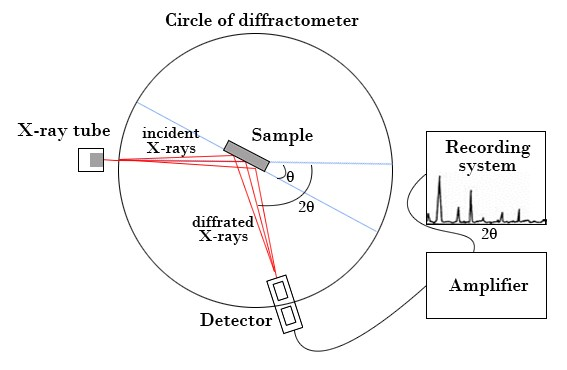 Circle of diffractometer
X-ray tube
incident
X-rays
Sample
θ
2θ
diffrated
X-rays
Detector
Recording
system
2θ
Amplifier